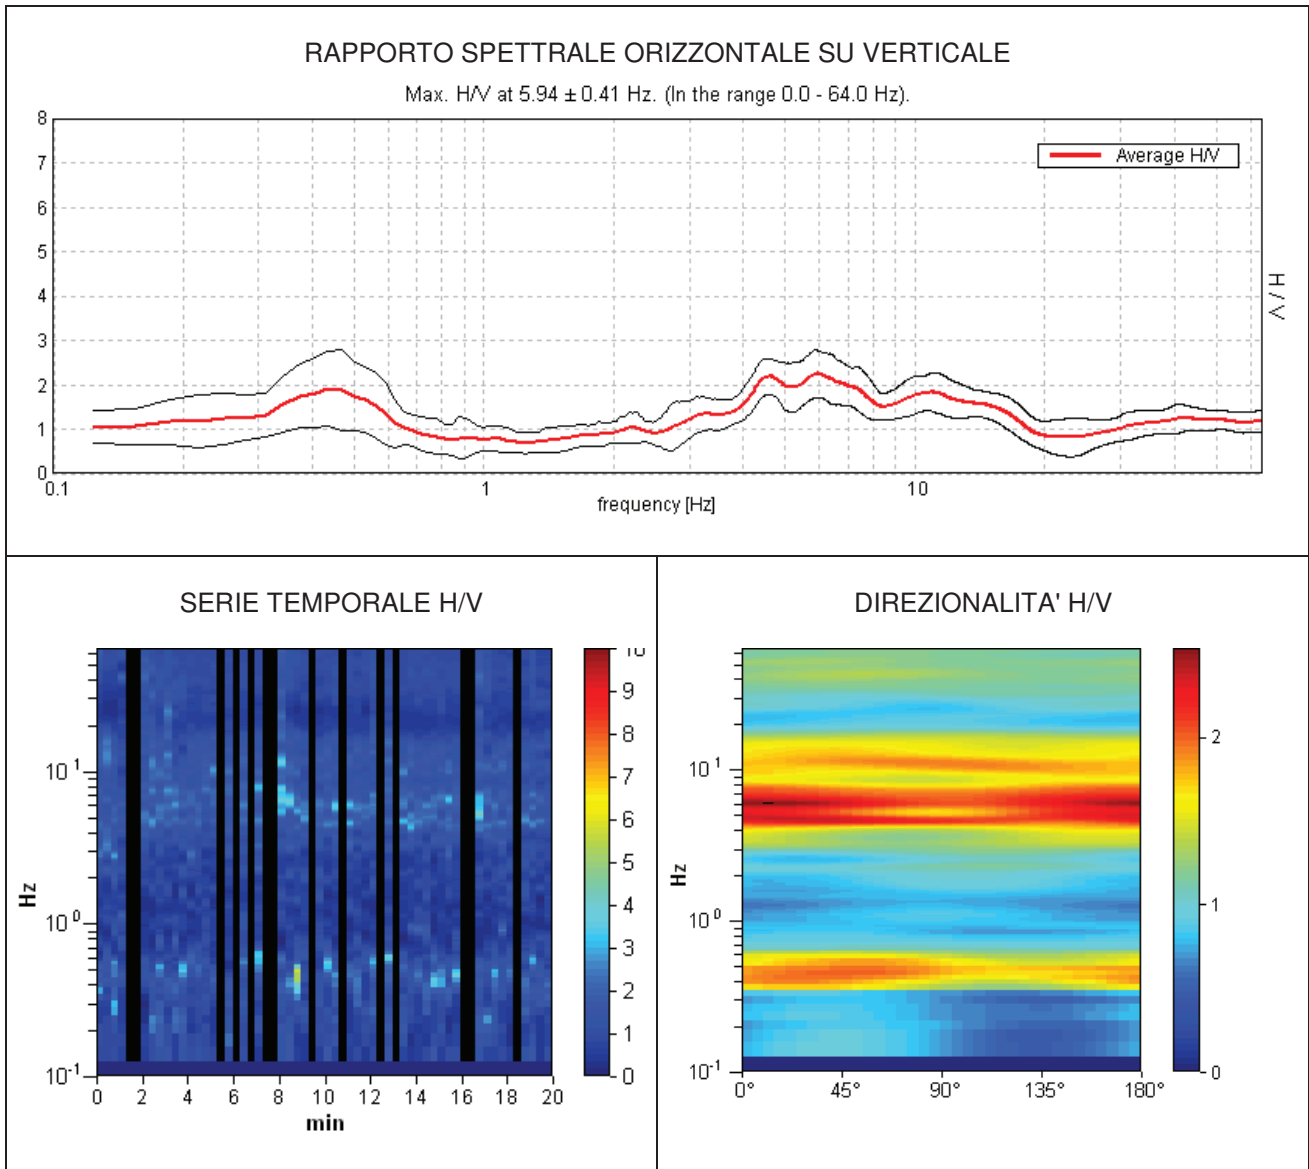 RAPPORTO SPETTRALE ORIZZONTALE SU VERTICALE
Max. H/V at 5.94 ± 0.41 Hz. (In the range 0.0 - 64.0 Hz).
8
7
6
5
4
3
2
1
0
Average H/V
H / V
0.1
1
10
frequency [Hz]
SERIE TEMPORALE H/V
10
9
8
7
6
5
4
3
2
1
0
10¹
10⁰
10⁻¹
Hz
0 2 4 6 8 10 12 14 16 18 20
min
DIREZIONALITA' H/V
2
1
0
10¹
10⁰
10⁻¹
Hz
0° 45° 90° 135° 180°